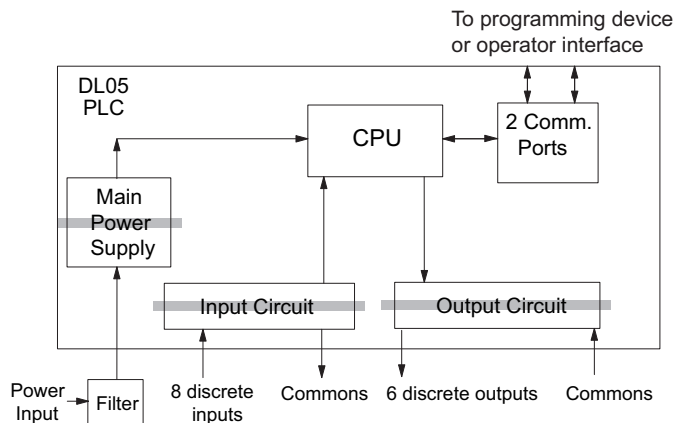 To programming device
or operator interface
DL05
PLC
CPU
2 Comm.
Ports
Main
Power
Supply
Input Circuit
Output Circuit
Power
Input
Filter
8 discrete
inputs
Commons
6 discrete outputs
Commons